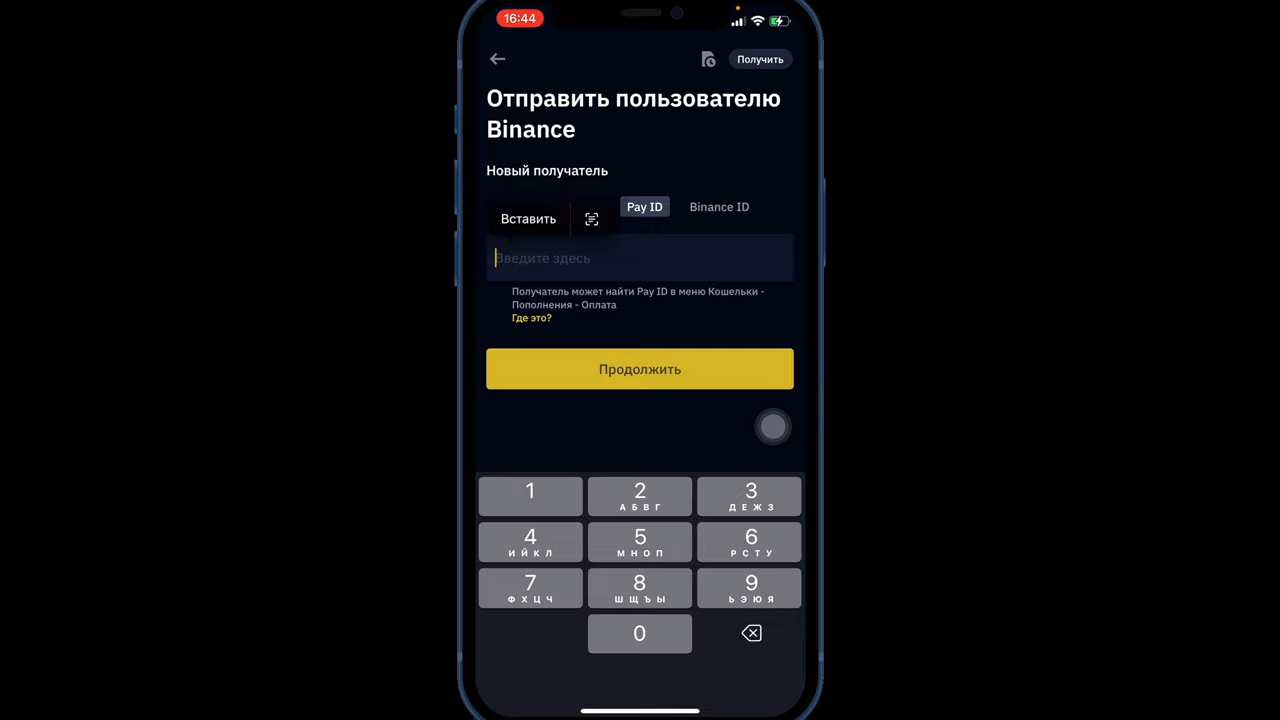 16:44
Получить
Отправить пользователю
Binance
Новый получатель
Вставить
Pay ID
Binance ID
Введите здесь
Получатель может найти Pay ID в меню Кошельки -
Пополнения - Оплата
Где это?
Продолжить
1
2
3
АБВГ
ДЕЖЗ
4
5
6
ИЙКЛ
МНОП
РСТУ
7
8
9
ФХЦЧ
ШЩЪЫ
ЬЭЮЯ
0